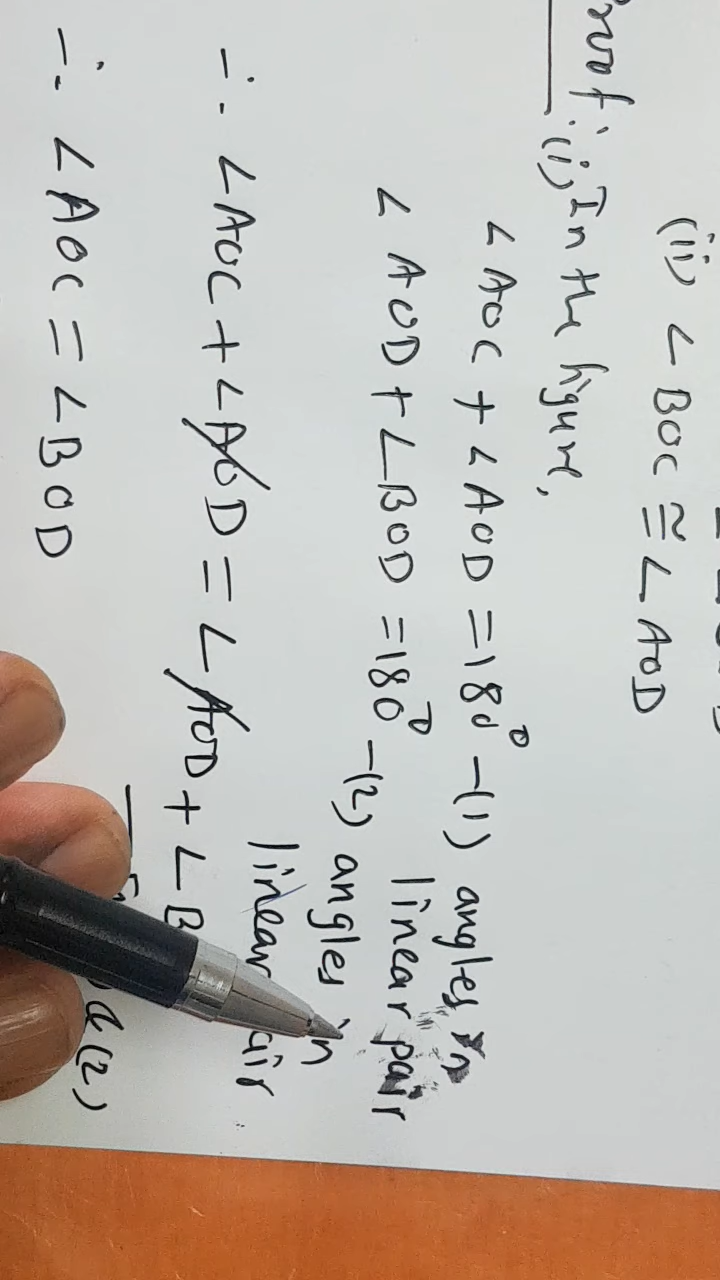 (ii) ∠BOC ≅ ∠AOD
Proof: (i) In the figure,
∠AOC + ∠AOD = 180° -(1) angles in
linear pair
∠AOD + ∠BOD = 180° -(2) angles in
linear pair
∴ ∠AOC + ∠AOD = ∠AOD + ∠B
& (2)
∴ ∠AOC = ∠BOD